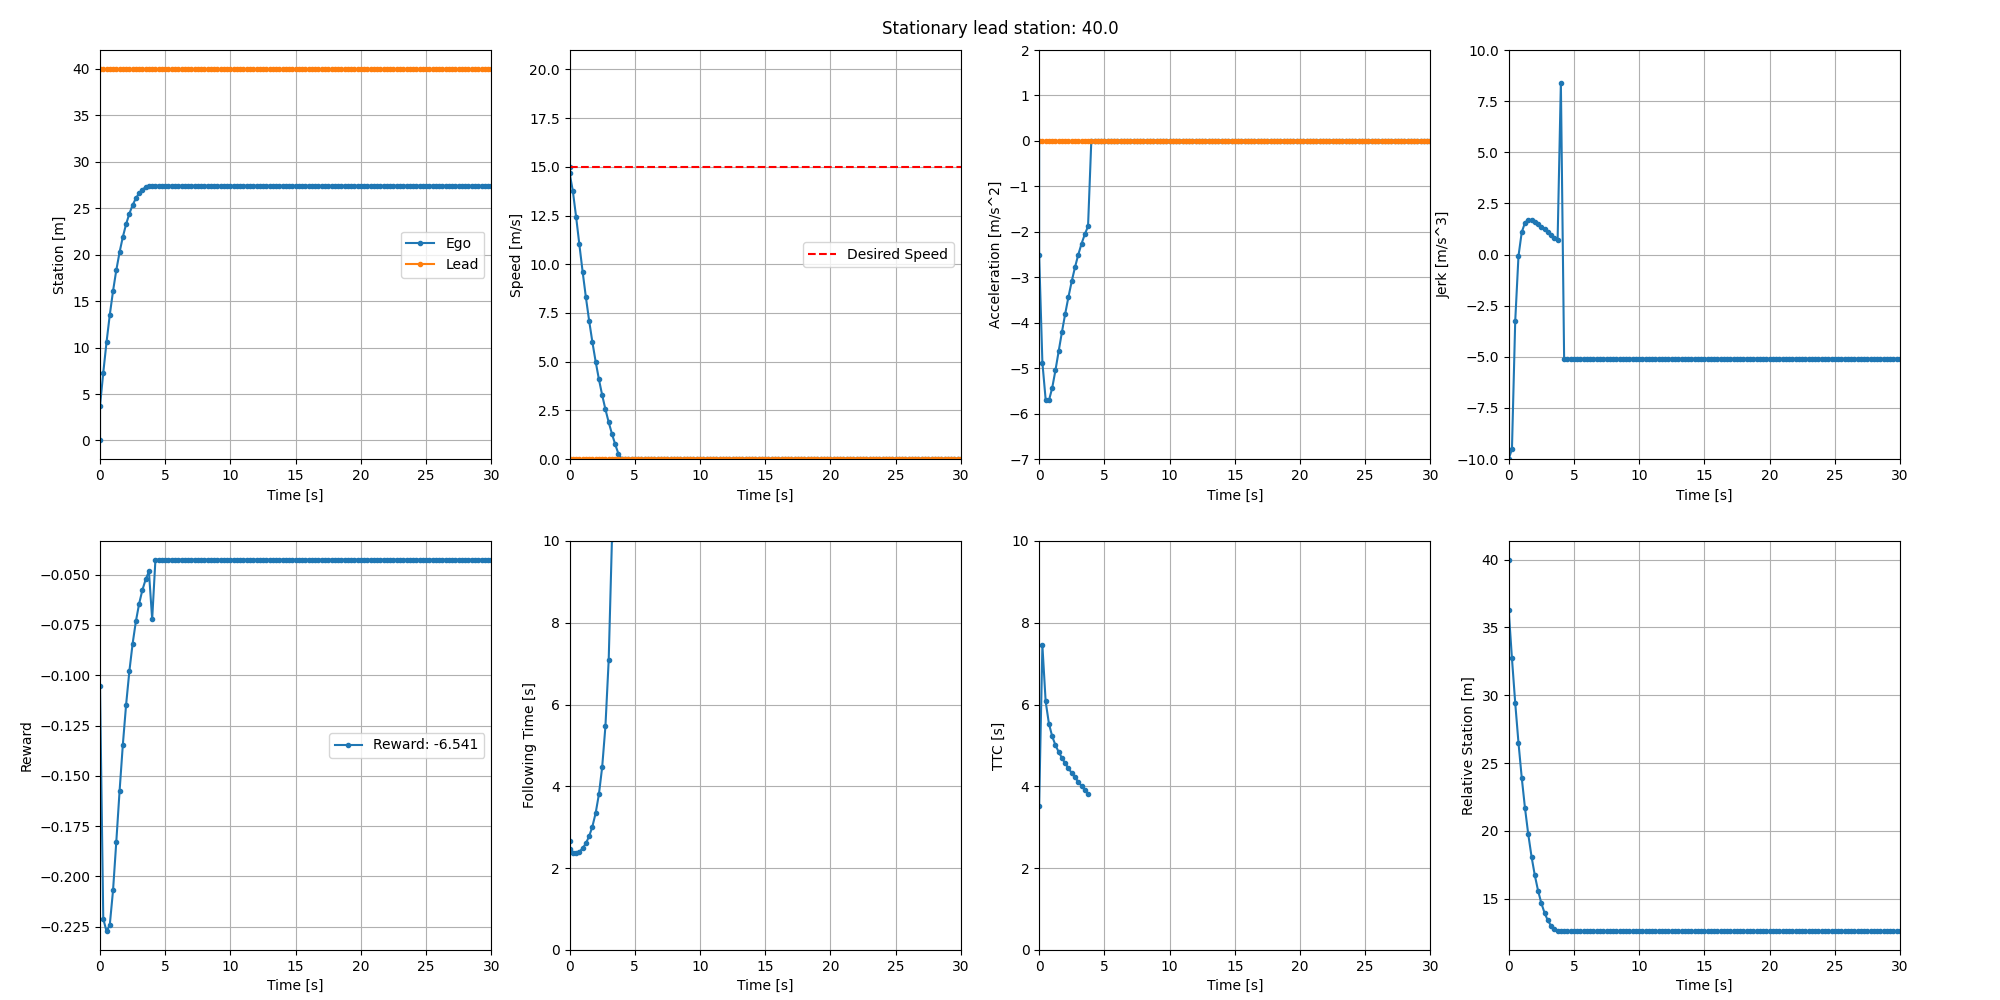 Stationary lead station: 40.0
40
35
30
25
20
15
10
5
0
Station [m]
Ego
Lead
0 5 10 15 20 25 30
Time [s]
20.0
17.5
15.0
12.5
10.0
7.5
5.0
2.5
0.0
Speed [m/s]
Desired Speed
0 5 10 15 20 25 30
Time [s]
2
1
0
−1
−2
−3
−4
−5
−6
−7
Acceleration [m/s^2]
0 5 10 15 20 25 30
Time [s]
10.0
7.5
5.0
2.5
0.0
−2.5
−5.0
−7.5
−10.0
Jerk [m/s^3]
0 5 10 15 20 25 30
Time [s]
−0.050
−0.075
−0.100
−0.125
−0.150
−0.175
−0.200
−0.225
Reward
Reward: -6.541
0 5 10 15 20 25 30
Time [s]
10
8
6
4
2
0
Following Time [s]
0 5 10 15 20 25 30
Time [s]
10
8
6
4
2
0
TTC [s]
0 5 10 15 20 25 30
Time [s]
40
35
30
25
20
15
Relative Station [m]
0 5 10 15 20 25 30
Time [s]